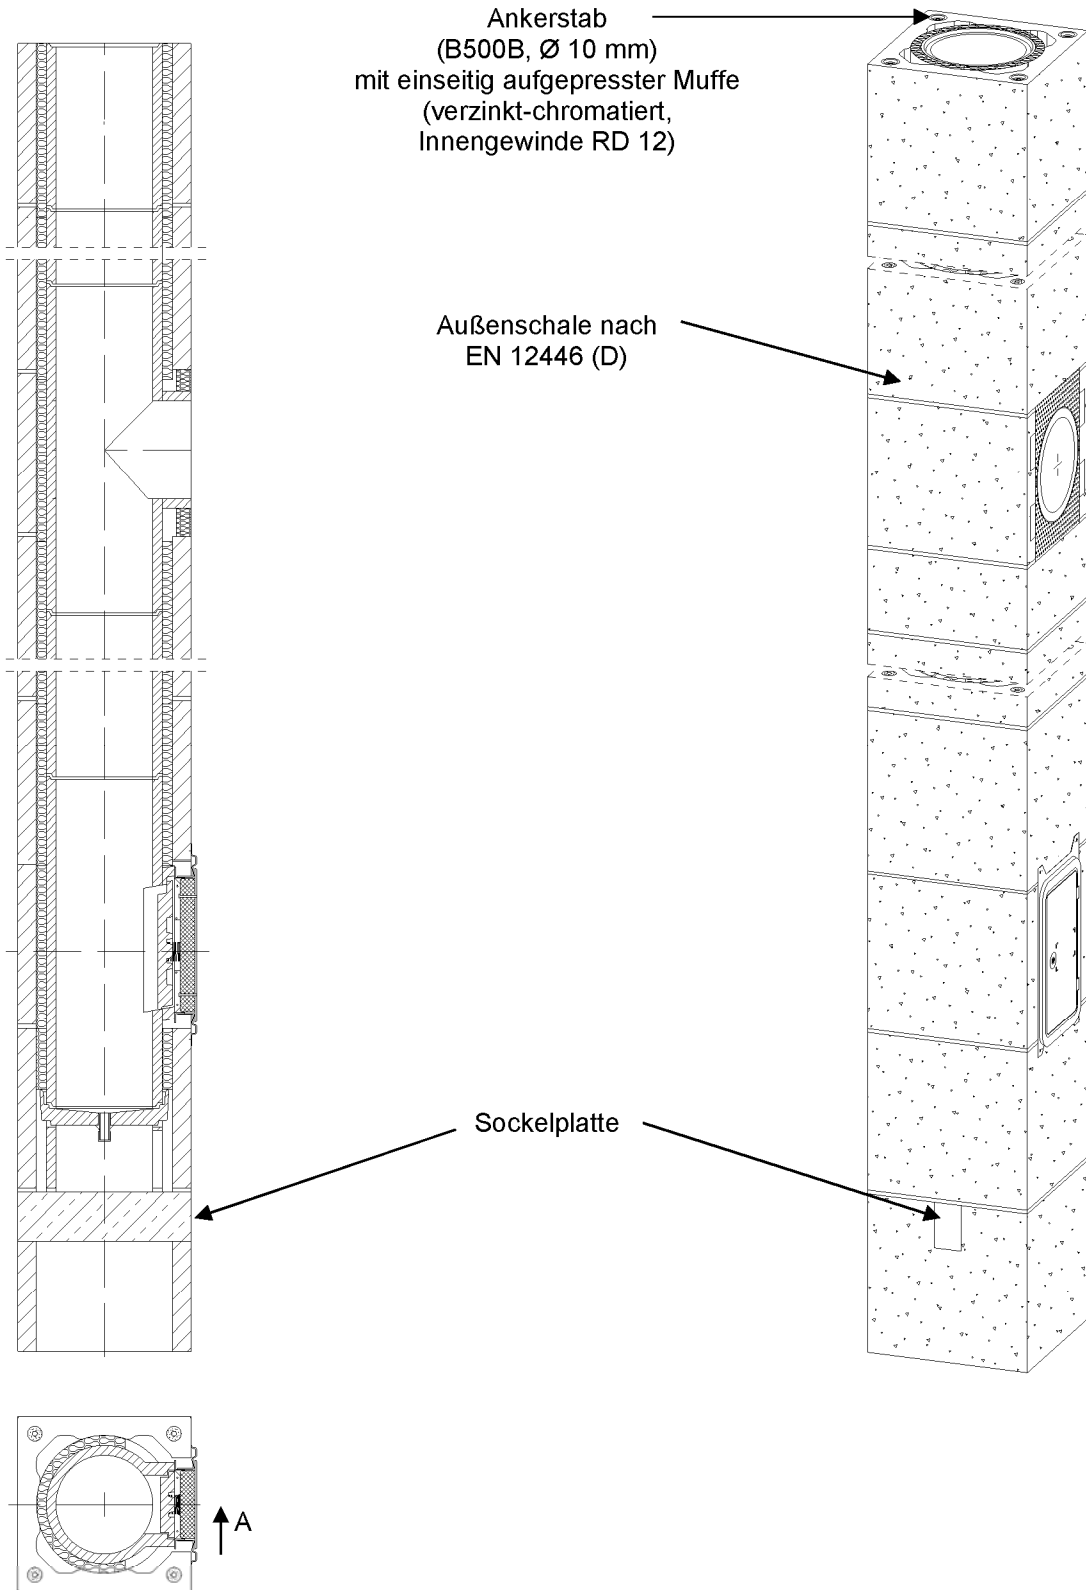 Ankerstab
(B500B, Ø 10 mm)
mit einseitig aufgepresster Muffe
(verzinkt-chromatiert,
Innengewinde RD 12)
Außenschale nach
EN 12446 (D)
Sockelplatte
A